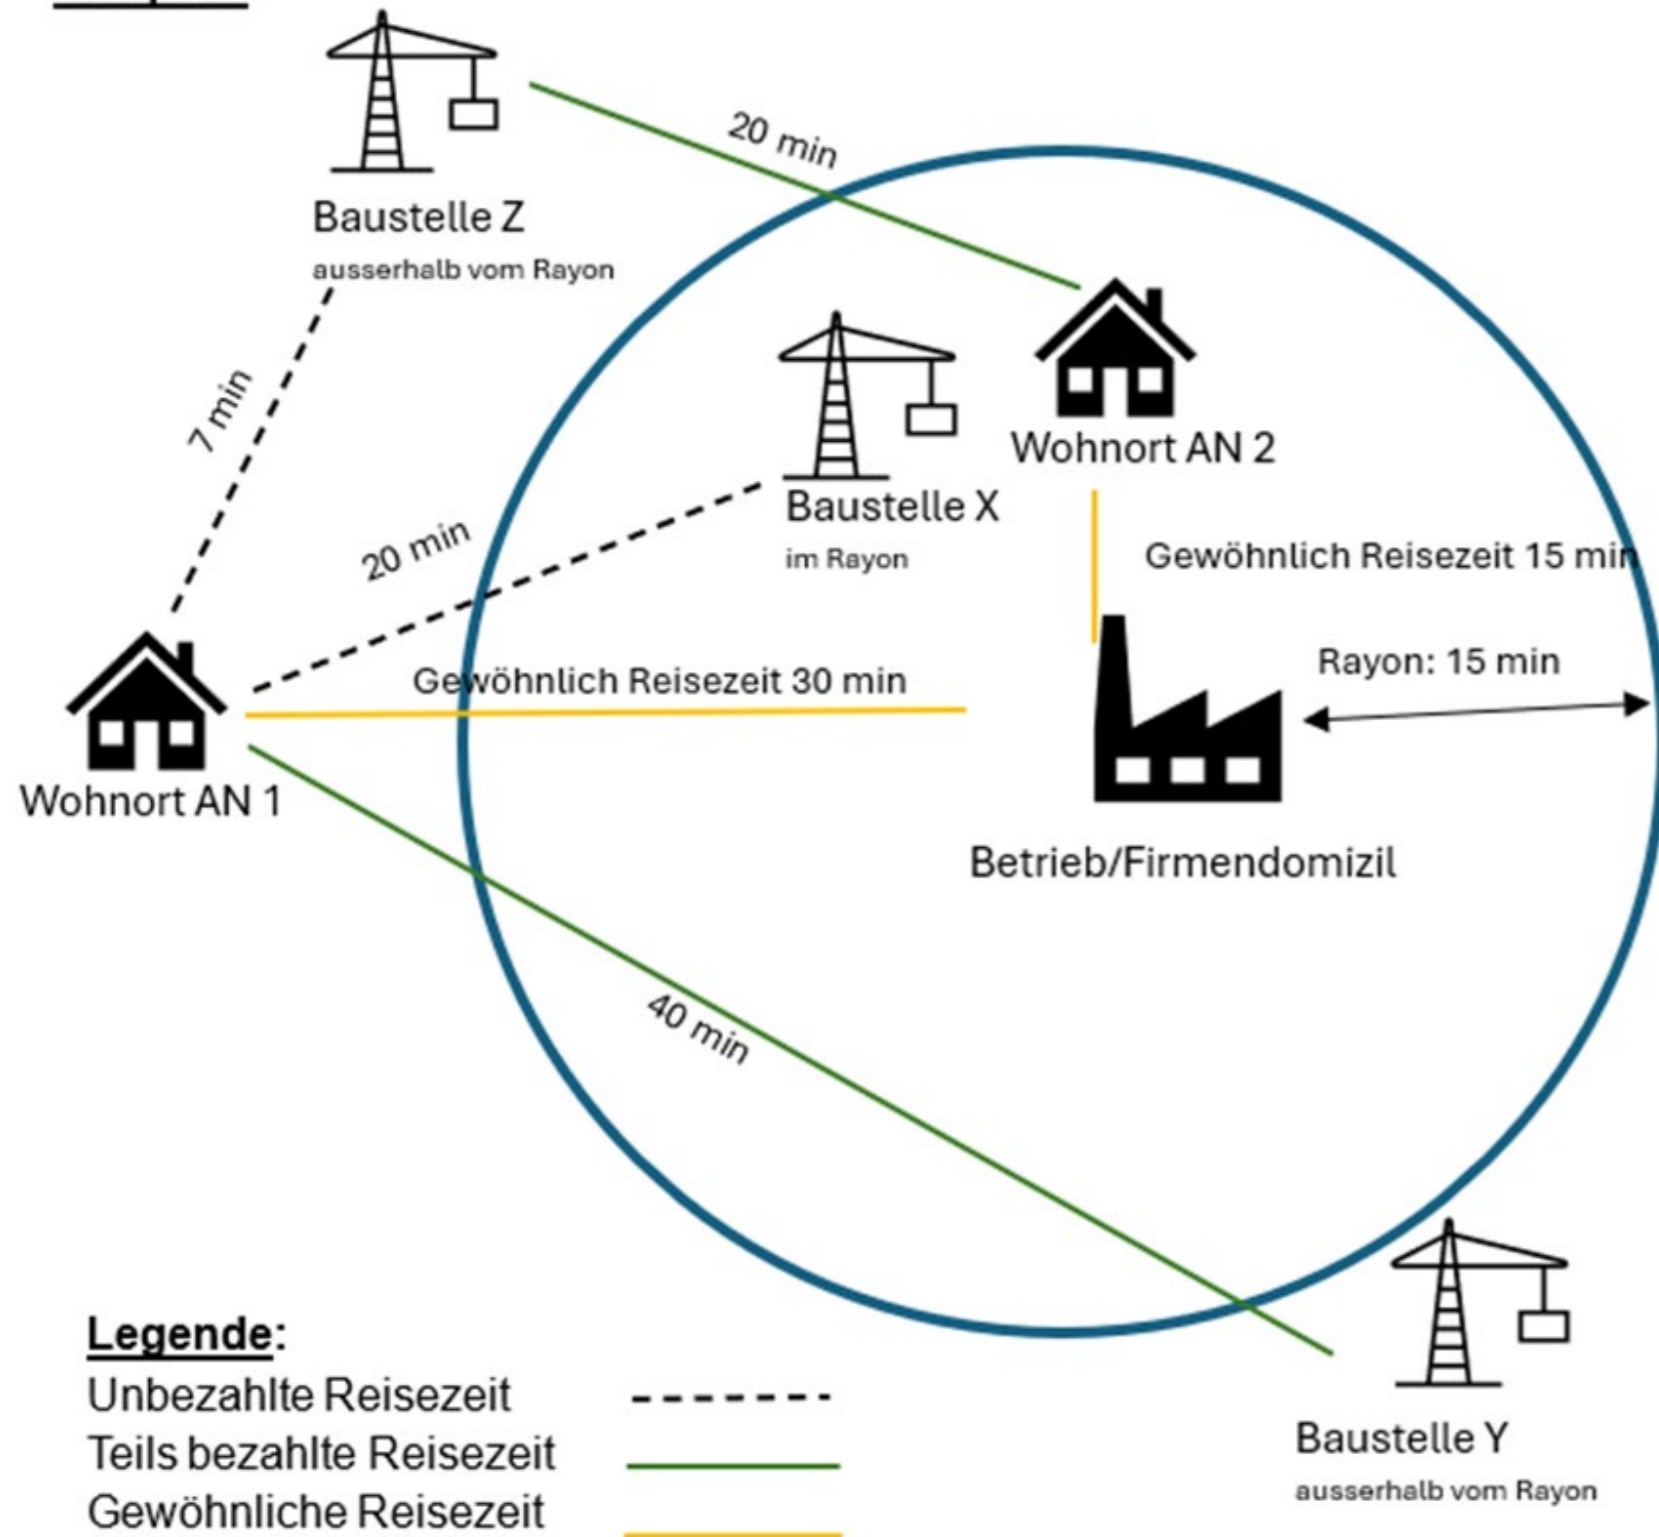 20 min
Baustelle Z
ausserhalb vom Rayon
7 min
Wohnort AN 2
Baustelle X
im Rayon
20 min
Gewöhnlich Reisezeit 15 min
Gewöhnlich Reisezeit 30 min
Rayon: 15 min
Wohnort AN 1
Betrieb/Firmendomizil
40 min
Legende:
Unbezahlte Reisezeit
Teils bezahlte Reisezeit
Gewöhnliche Reisezeit
Baustelle Y
ausserhalb vom Rayon